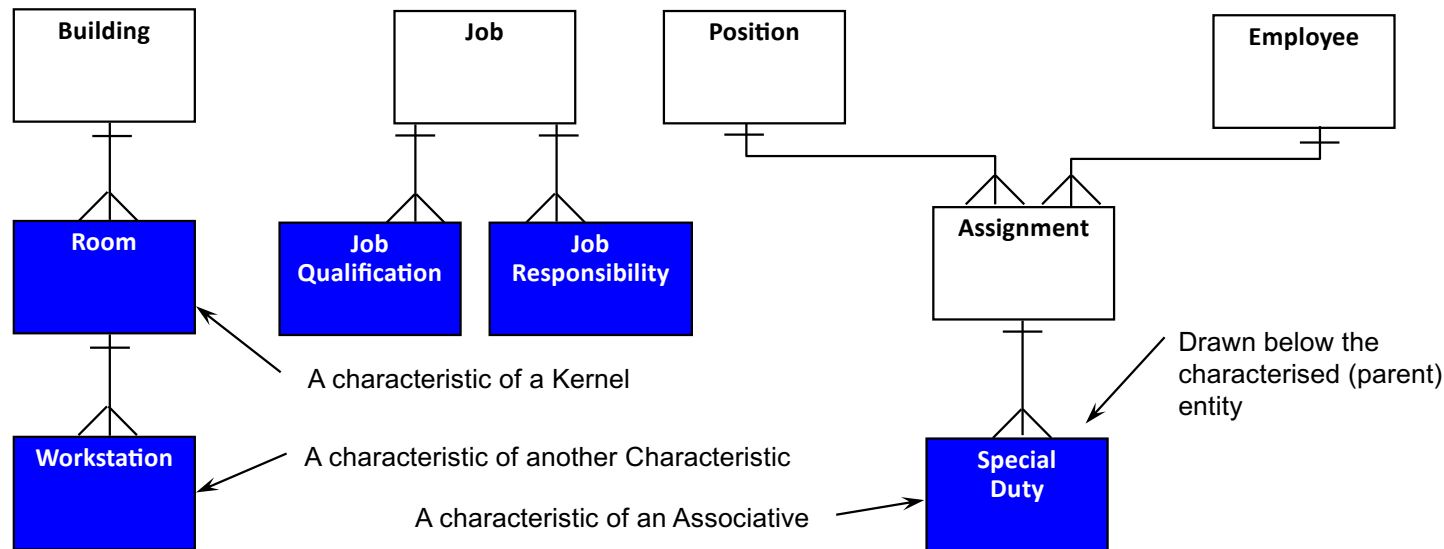 Building
Job
Position
Employee
Room
Job
Qualification
Job
Responsibility
Assignment
A characteristic of a Kernel
Drawn below the
characterised (parent)
entity
Workstation
A characteristic of another Characteristic
Special
Duty
A characteristic of an Associative